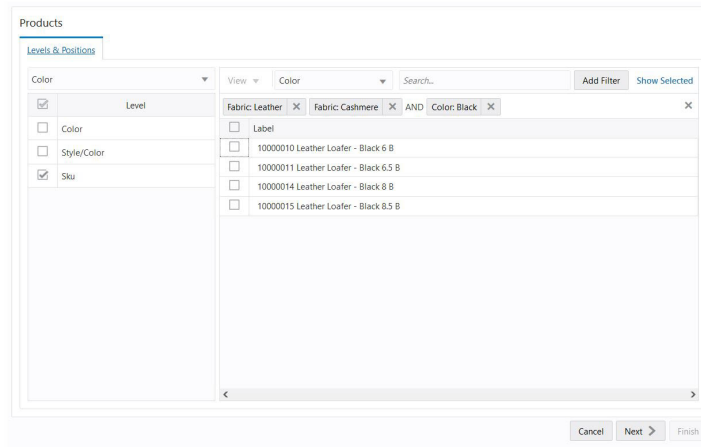 Products
Levels & Positions
Color
View Color Search... Add Filter Show Selected
Level
Color
Style/Color
Sku
Fabric: Leather Fabric: Cashmere AND Color: Black
Label
10000010 Leather Loafer - Black 6 B
10000011 Leather Loafer - Black 6.5 B
10000014 Leather Loafer - Black 8 B
10000015 Leather Loafer - Black 8.5 B
Cancel Next Finish